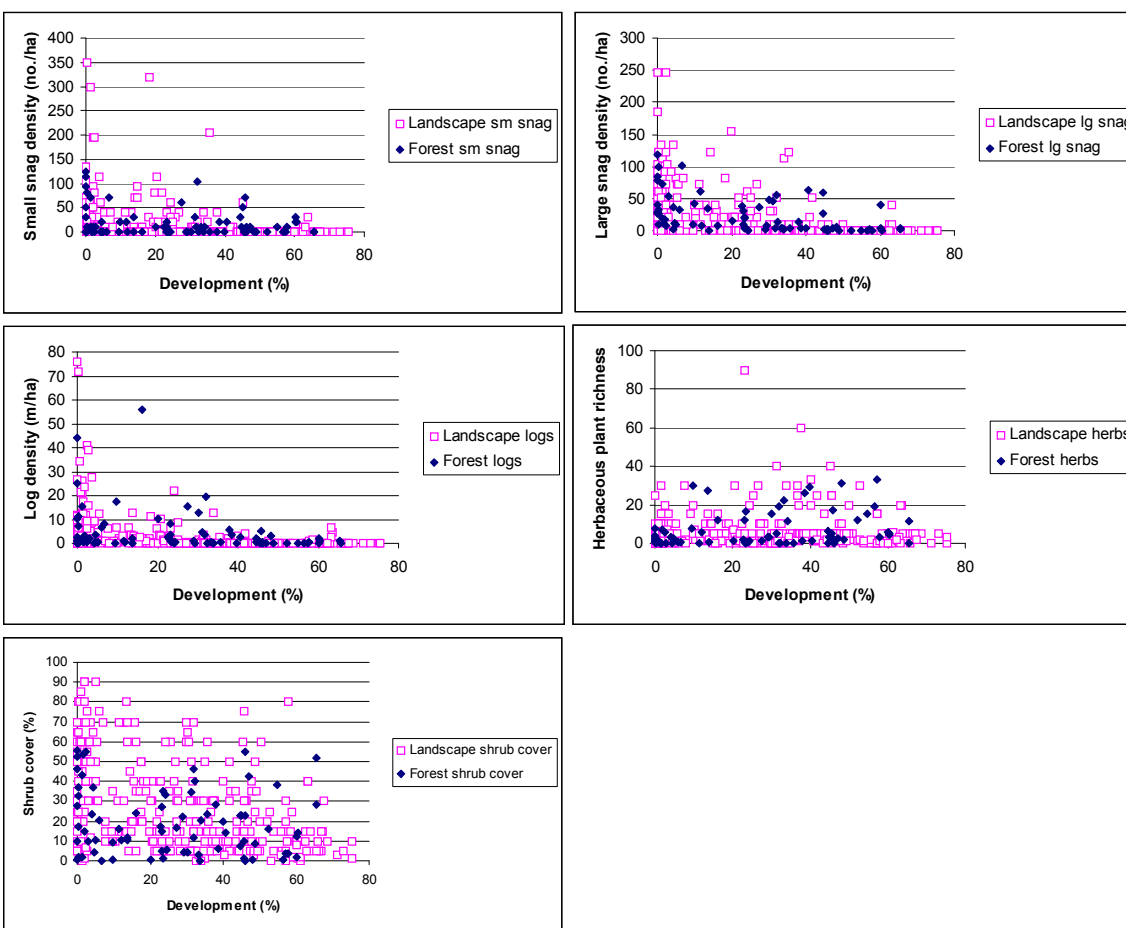 Small snag density (no./ha)
400
350
300
250
200
150
100
50
0
0 20 40 60 80
Development (%)
Landscape sm snag
Forest sm snag
Large snag density (no./ha)
300
250
200
150
100
50
0
0 20 40 60 80
Development (%)
Landscape lg snag
Forest lg snag
Log density (m/ha)
80
70
60
50
40
30
20
10
0
0 20 40 60 80
Development (%)
Landscape logs
Forest logs
Herbaceous plant richness
100
80
60
40
20
0
0 20 40 60 80
Development (%)
Landscape herbs
Forest herbs
Shrub cover (%)
100
90
80
70
60
50
40
30
20
10
0
0 20 40 60 80
Development (%)
Landscape shrub cover
Forest shrub cover